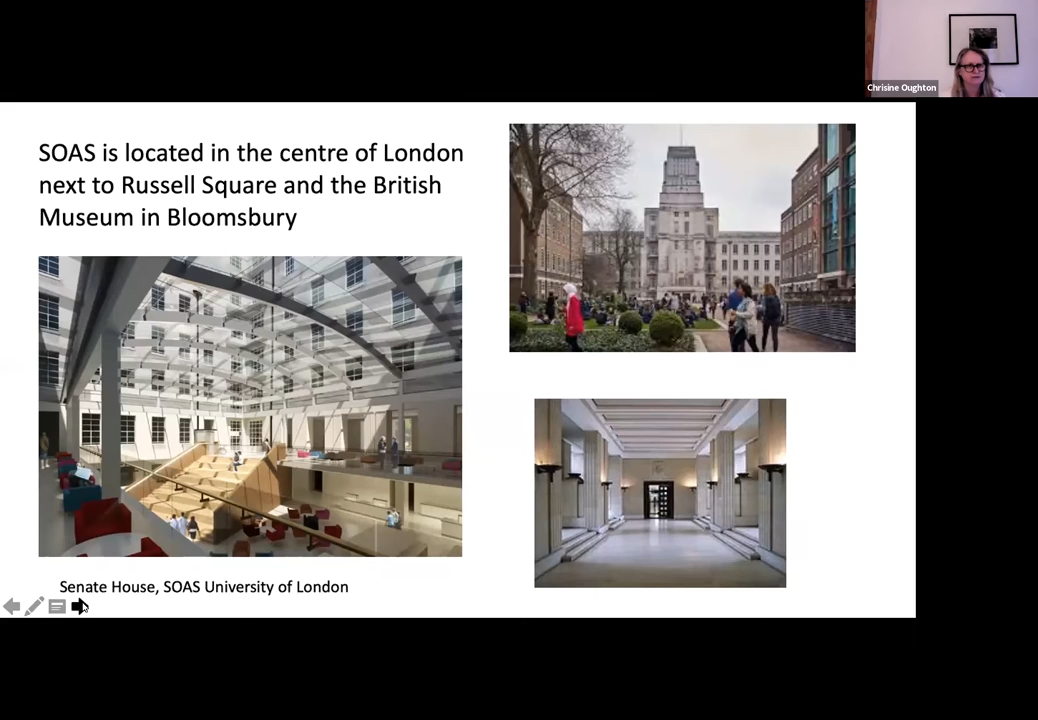 Chrisine Oughton
SOAS is located in the centre of London
next to Russell Square and the British
Museum in Bloomsbury
Senate House, SOAS University of London